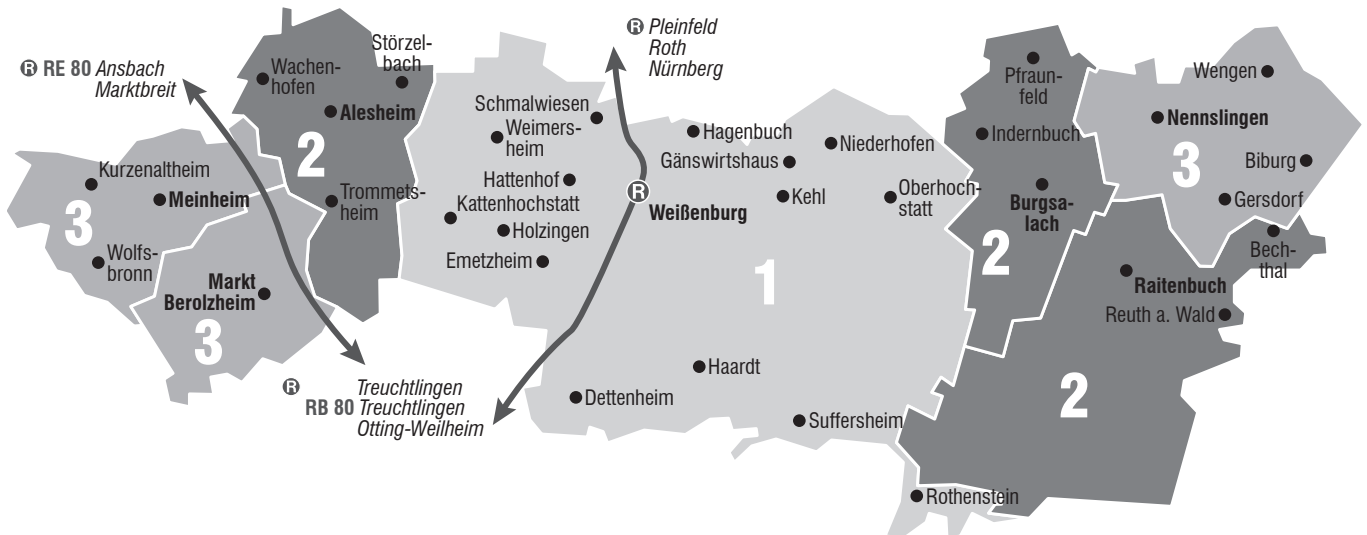 R RE 80 Ansbach
Marktbreit
Kurzenaltheim
Meinheim
3
Wolfs-
bronn
Markt
Berolzheim
3
Wachen-
hofen
Störzel-
bach
Alesheim
2
Trommets-
heim
R
Treuchtlingen
RB 80 Treuchtlingen
Otting-Weilheim
R Pleinfeld
Roth
Nürnberg
Schmalwiesen
Weimers-
heim
Hattenhof
Kattenhochstatt
Holzingen
Emetzheim
R
Weißenburg
Hagenbuch
Gänswirtshaus
Niederhofen
Kehl
Oberhoch-
statt
1
Haardt
Dettenheim
Suffersheim
Rothenstein
Pfraun-
feld
Indernbuch
Burgsa-
lach
2
Wengen
Nennslingen
3
Biburg
Gersdorf
Bech-
thal
Raitenbuch
Reuth a. Wald
2